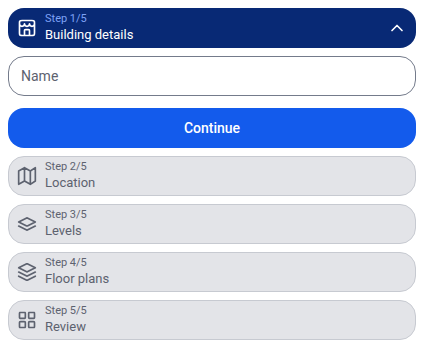 Step 1/5
Building details
Name
Continue
Step 2/5
Location
Step 3/5
Levels
Step 4/5
Floor plans
Step 5/5
Review